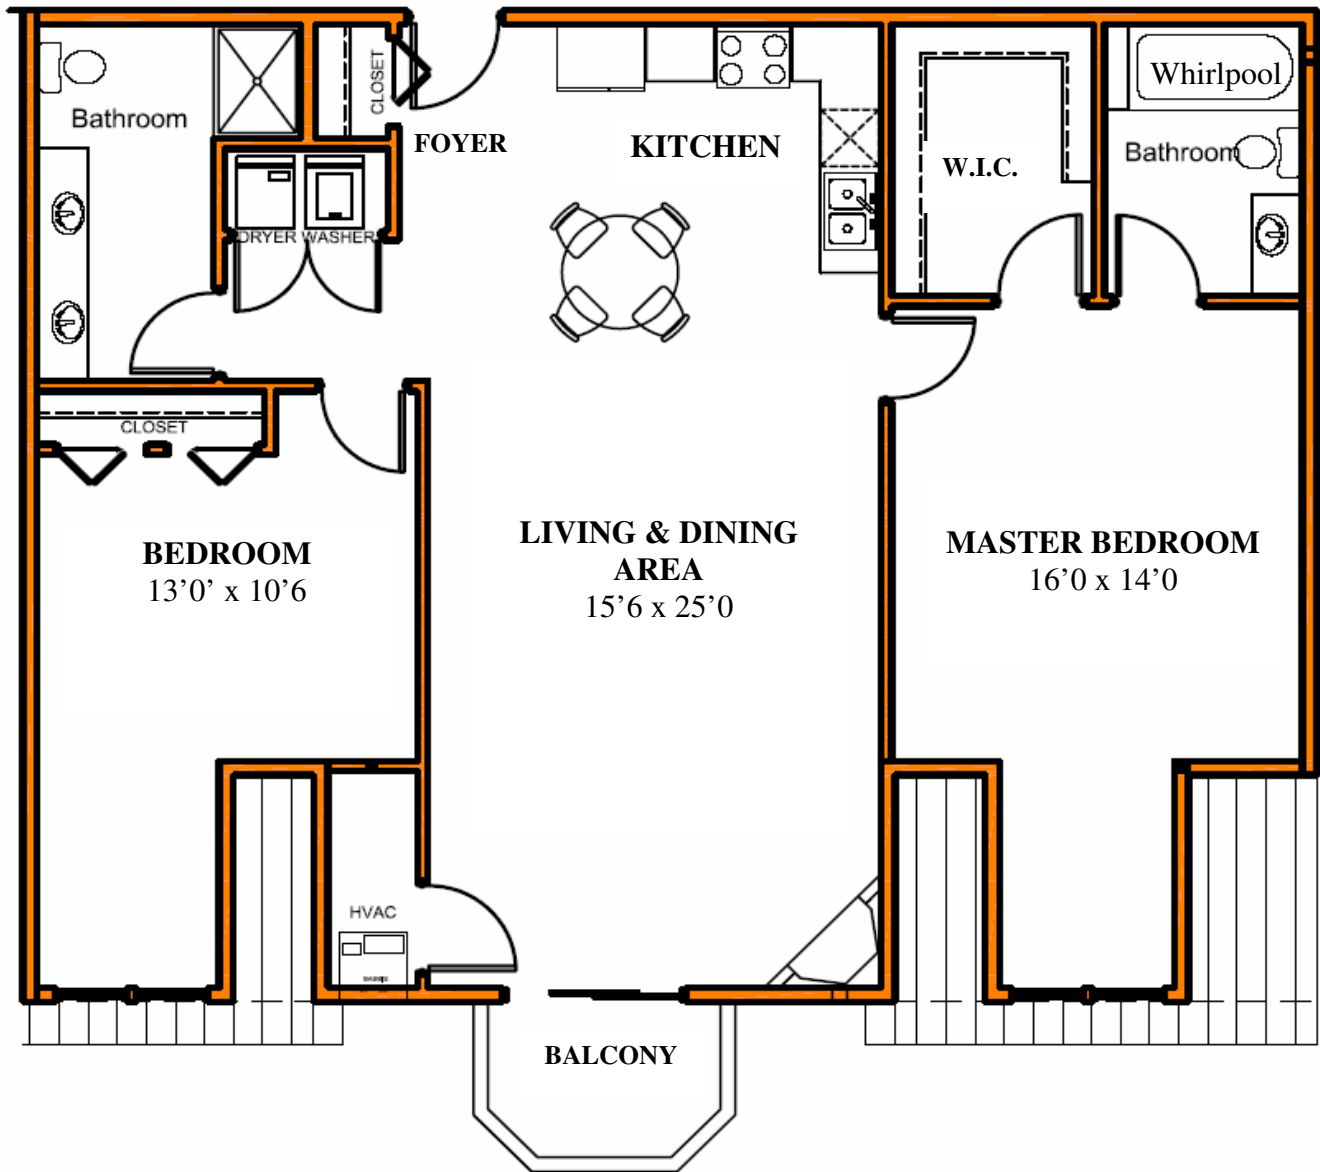 Whirlpool
CLOSET
Bathroom
FOYER
KITCHEN
W.I.C.
Bathroom
DRYER WASHER
CLOSET
BEDROOM
13’0’ x 10’6
LIVING & DINING
AREA
15’6 x 25’0
MASTER BEDROOM
16’0 x 14’0
HVAC
BALCONY